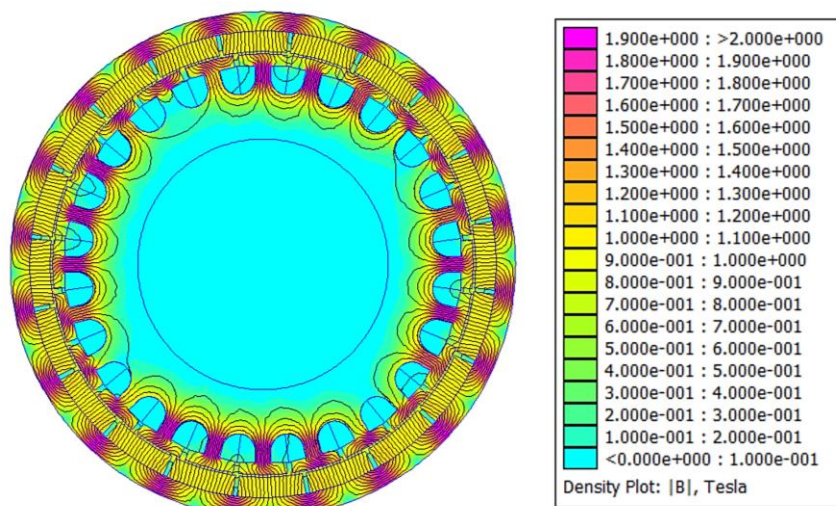 1.900e+000 : >2.000e+000
1.800e+000 : 1.900e+000
1.700e+000 : 1.800e+000
1.600e+000 : 1.700e+000
1.500e+000 : 1.600e+000
1.400e+000 : 1.500e+000
1.300e+000 : 1.400e+000
1.200e+000 : 1.300e+000
1.100e+000 : 1.200e+000
1.000e+000 : 1.100e+000
9.000e-001 : 1.000e+000
8.000e-001 : 9.000e-001
7.000e-001 : 8.000e-001
6.000e-001 : 7.000e-001
5.000e-001 : 6.000e-001
4.000e-001 : 5.000e-001
3.000e-001 : 4.000e-001
2.000e-001 : 3.000e-001
1.000e-001 : 2.000e-001
<0.000e+000 : 1.000e-001
Density Plot: |B|, Tesla